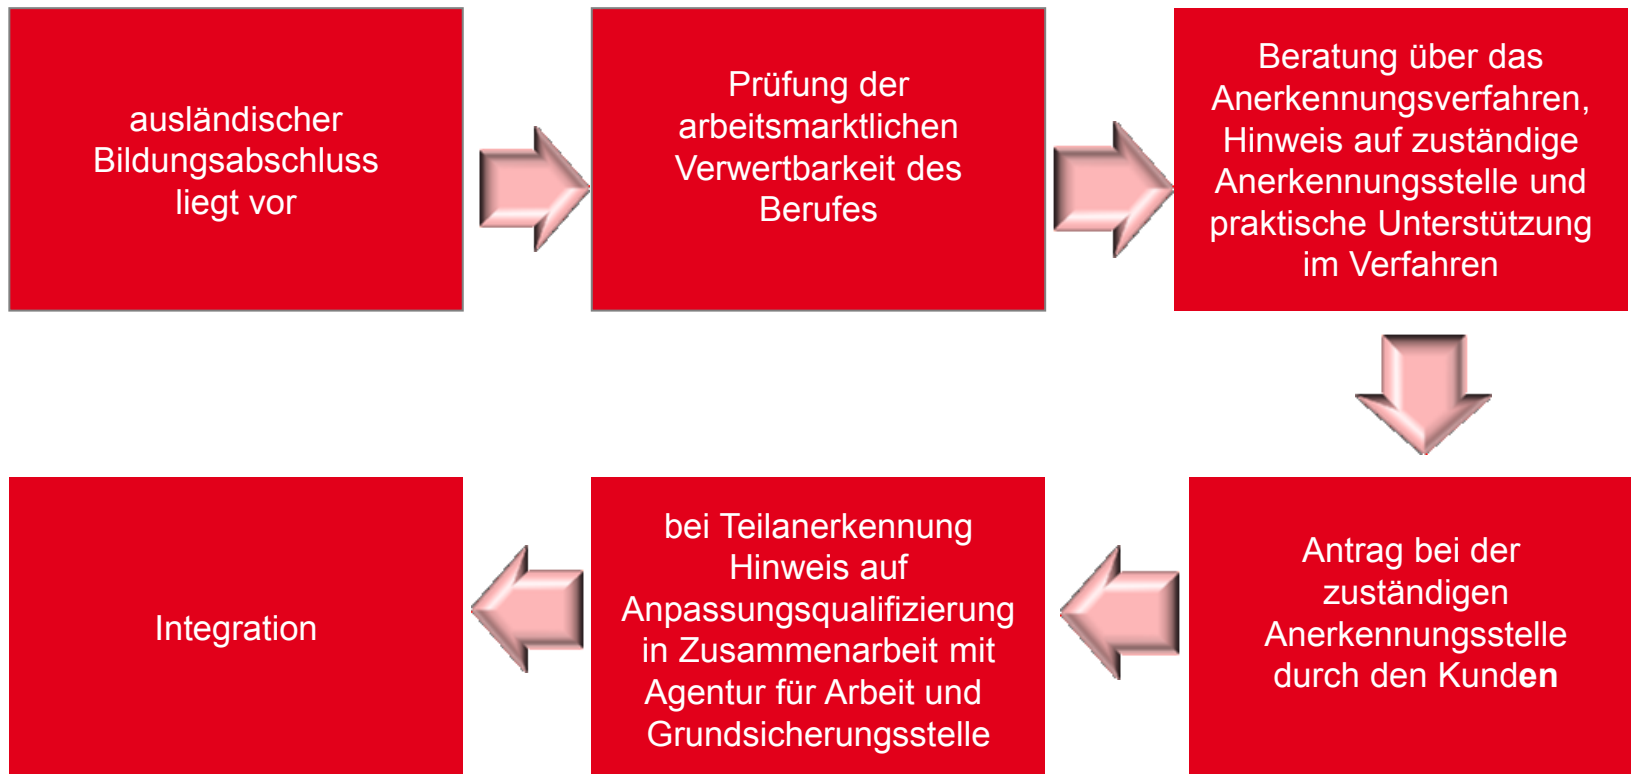 ausländischer
Bildungsabschluss
liegt vor
Prüfung der
arbeitsmarktlichen
Verwertbarkeit des
Berufes
Beratung über das
Anerkennungsverfahren,
Hinweis auf zuständige
Anerkennungsstelle und
praktische Unterstützung
im Verfahren
Antrag bei der
zuständigen
Anerkennungsstelle
durch den Kunden
bei Teilanerkennung
Hinweis auf
Anpassungsqualifizierung
in Zusammenarbeit mit
Agentur für Arbeit und
Grundsicherungsstelle
Integration